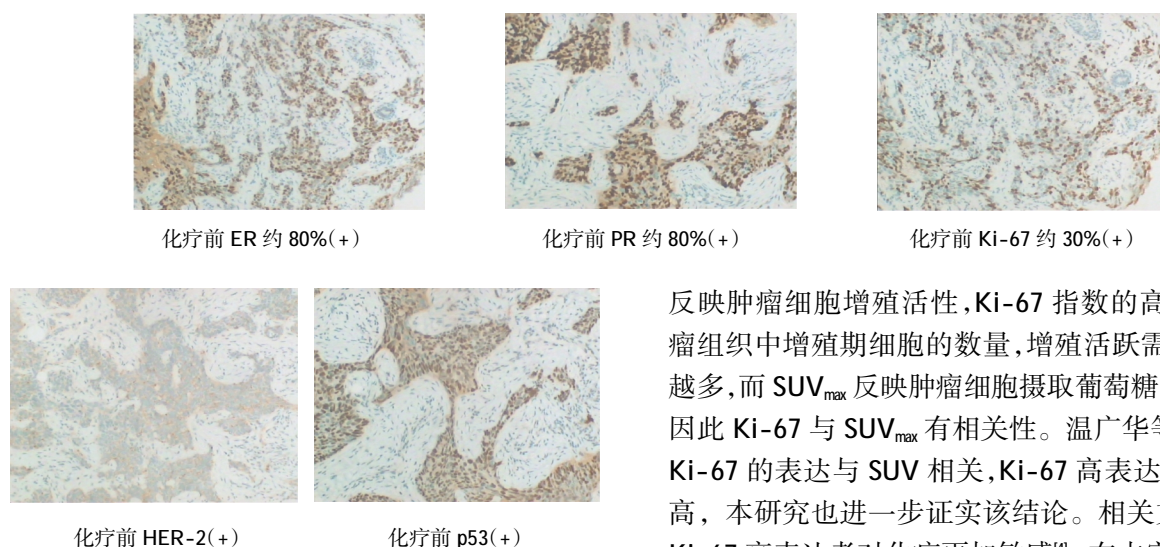 化疗前 ER 约 80%(+)
化疗前 PR 约 80%(+)
化疗前 Ki-67 约 30%(+)
化疗前 HER-2(+)
化疗前 p53(+)
反映肿瘤细胞增殖活性,Ki-67 指数的高
瘤组织中增殖期细胞的数量,增殖活跃需
越多,而 SUVmax 反映肿瘤细胞摄取葡萄糖
因此 Ki-67 与 SUVmax 有相关性。温广华等
Ki-67 的表达与 SUV 相关,Ki-67 高表达
高，本研究也进一步证实该结论。相关